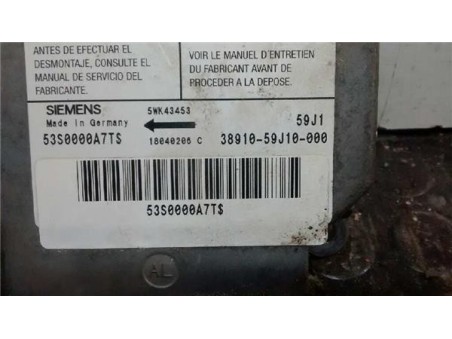 ANTES DE EFECTUAR EL
DESMONTAJE, CONSULTE EL
MANUAL DE SERVICIO DEL
FABRICANTE.
VOIR LE MANUEL D'ENTRETIEN
DU FABRICANT AVANT DE
PROCEDER A LA DEPOSE.
SIEMENS
5WK43453
59J1
Made in Germany
53S0000A7T$
18040206 C
38910-59J10-000
53S0000A7T$
AL